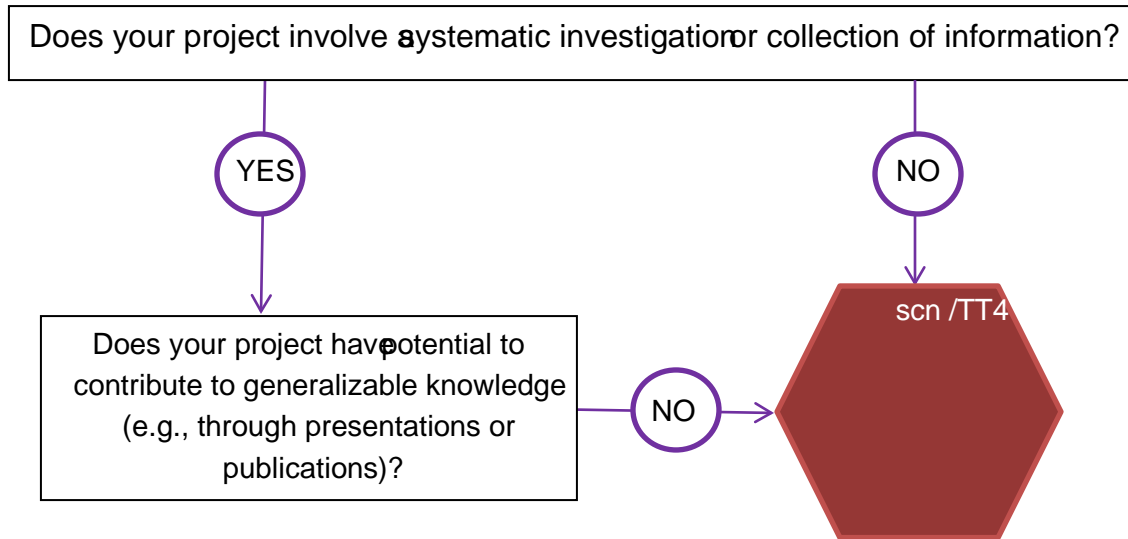 Does your project involve a systematic investigation or collection of information?
YES
NO
scn /TT4
Does your project have potential to
contribute to generalizable knowledge
(e.g., through presentations or
publications)?
NO